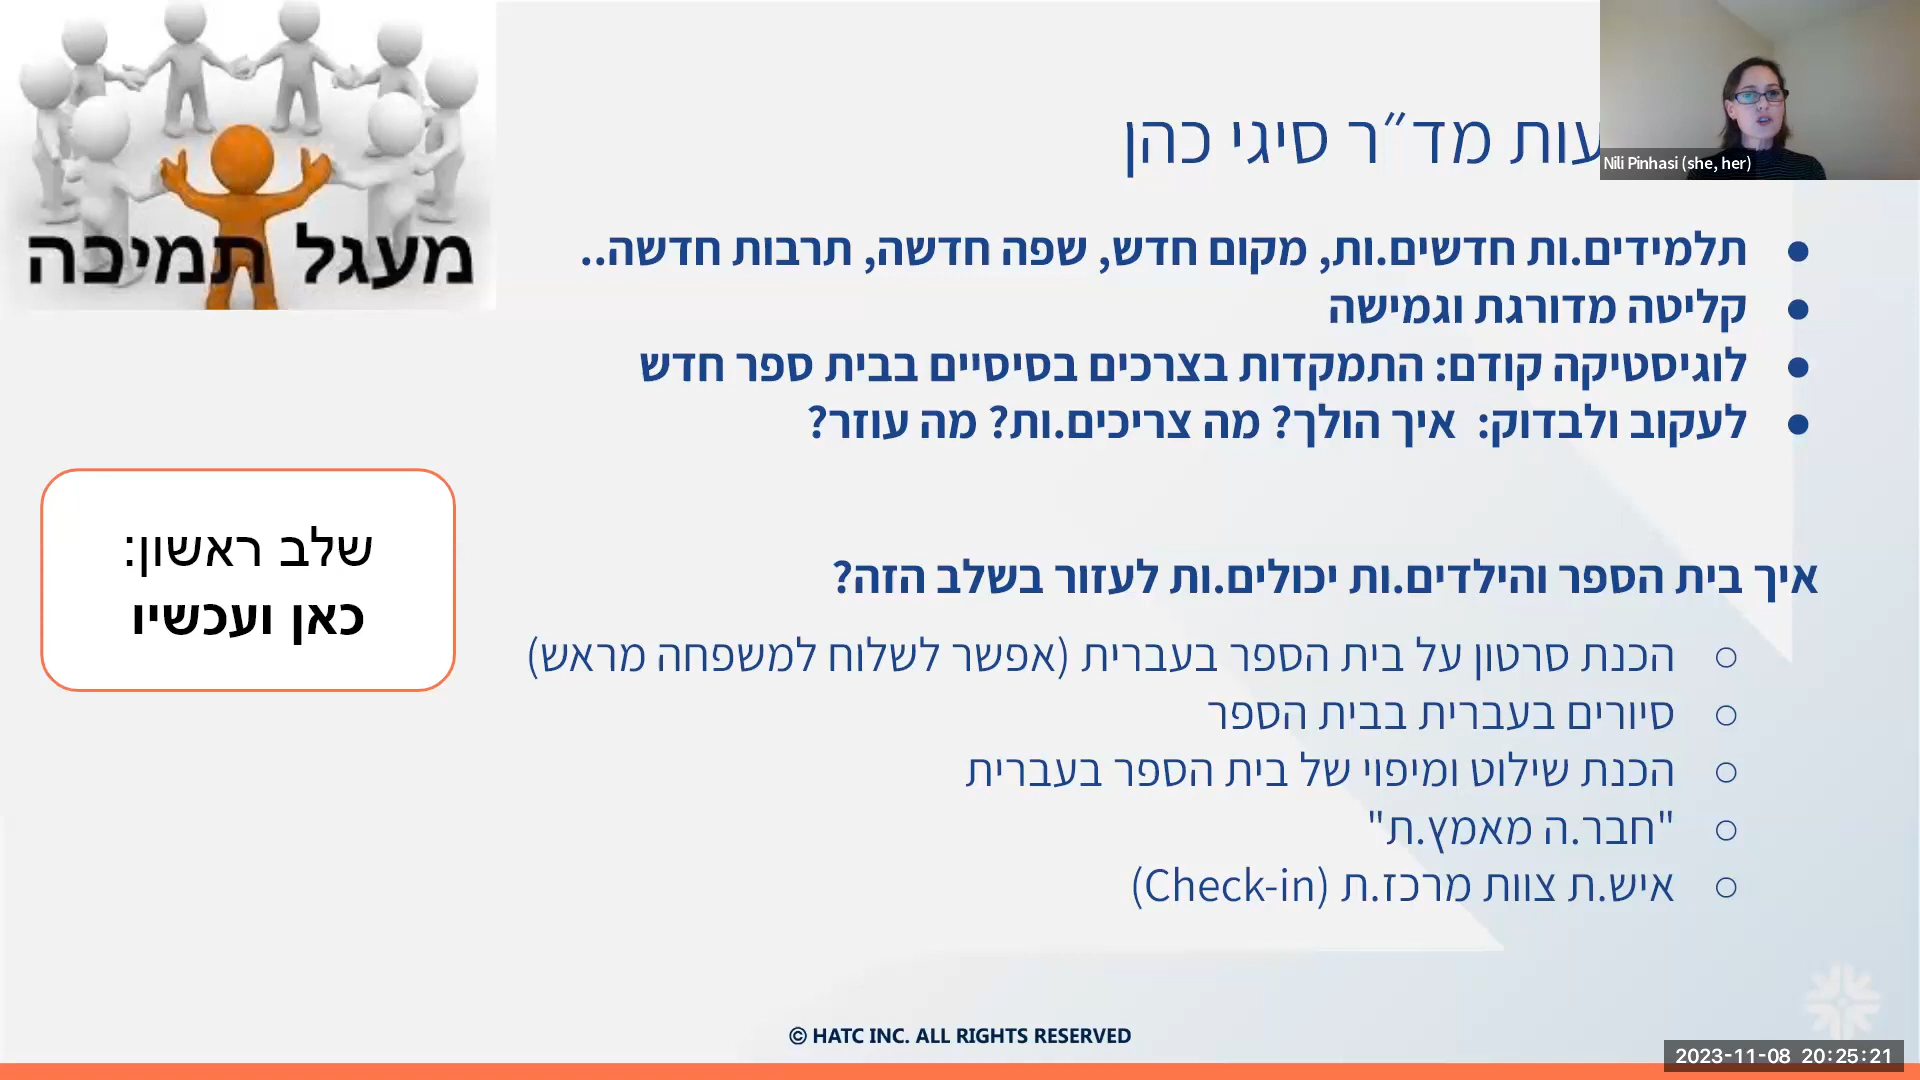 מעגל תמיכה
מד״ר סיגי כהן
Nili Pinhasi (she, her)
● תלמידים.ות חדשים.ות, מקום חדש, שפה חדשה, תרבות חדשה..
● קליטה מדורגת וגמישה
● לוגיסטיקה קודם: התמקדות בצרכים בסיסיים בבית ספר חדש
● לעקוב ולבדוק: איך הולך? מה צריכים.ות? מה עוזר?
שלב ראשון:
כאן ועכשיו
איך בית הספר והילדים.ות יכולים.ות לעזור בשלב הזה?
○ הכנת סרטון על בית הספר בעברית (אפשר לשלוח למשפחה מראש)
○ סיורים בעברית בבית הספר
○ הכנת שילוט ומיפוי של בית הספר בעברית
○ "חבר.ה מאמץ.ת"
○ איש.ת צוות מרכז.ת (Check-in)
© HATC INC. ALL RIGHTS RESERVED
2023-11-08 20:25:21